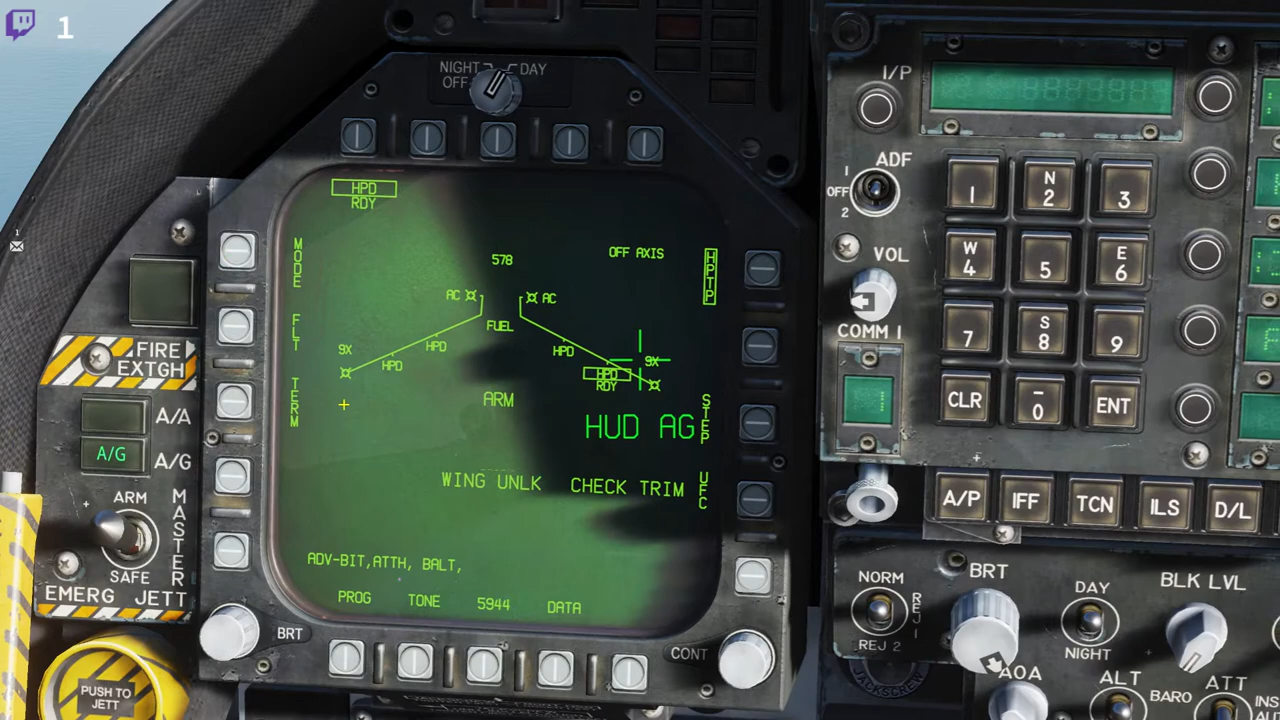 1
NIGHT DAY
OFF
HPD
RDY
MODE
578
OFF AXIS
HPTP
AC
AC
FLT
FUEL
9X
HPD
HPD
HPD
9X
HPD
RDY
TERM
ARM
STEP
HUD AG
WING UNLK CHECK TRIM
UFC
ADV-BIT,ATTH, BALT,
PROG TONE 5944 DATA
BRT
CONT
1
FIRE
EXTGH
A/A
A/G
A/G
ARM
MASTER
SAFE
EMERG JETT
PUSH TO
JETT
I/P
ADF
1
OFF
2
VOL
COMM 1
1
N
2
3
W
4
5
E
6
7
S
8
9
CLR
-
0
ENT
A/P IFF TCN ILS D/L
NORM
REJ 1
REJ 2
BRT
DAY
NIGHT
BLK LVL
JACKSCREW
AOA
ALT
BARO
ATT
INS